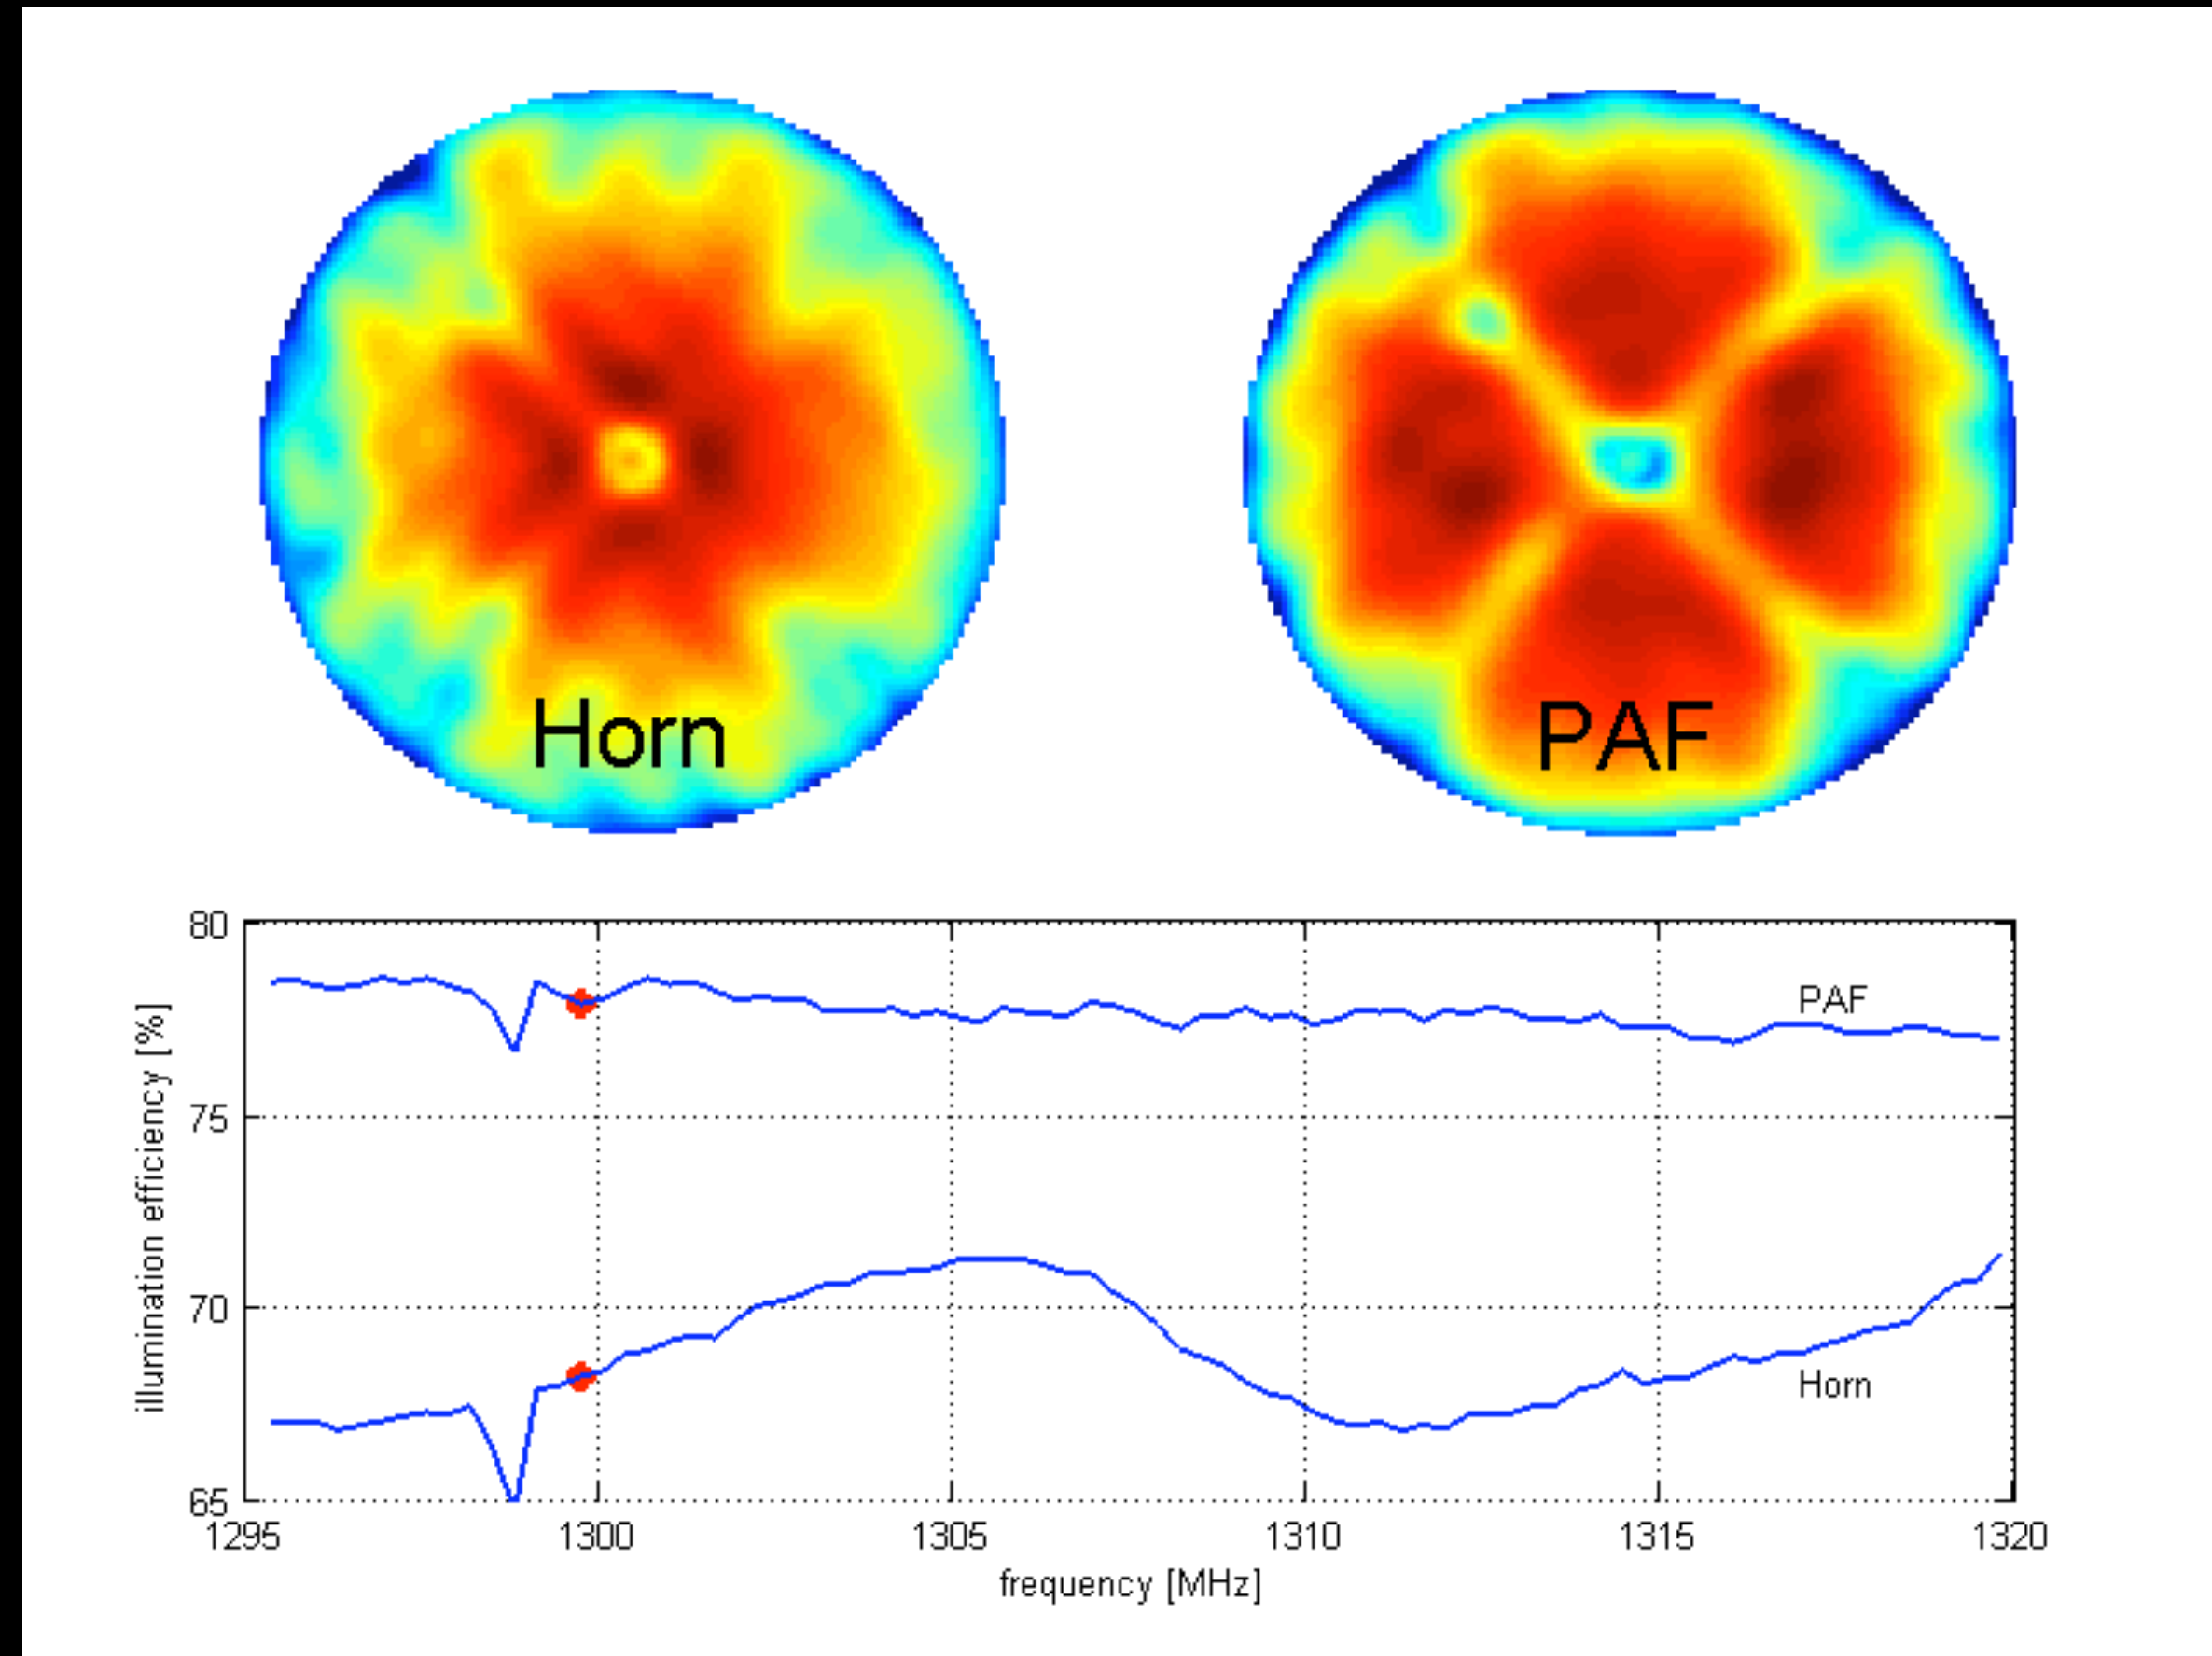 Horn
PAF
80
75
70
65
illumination efficiency [%]
PAF
Horn
1295 1300 1305 1310 1315 1320
frequency [MHz]